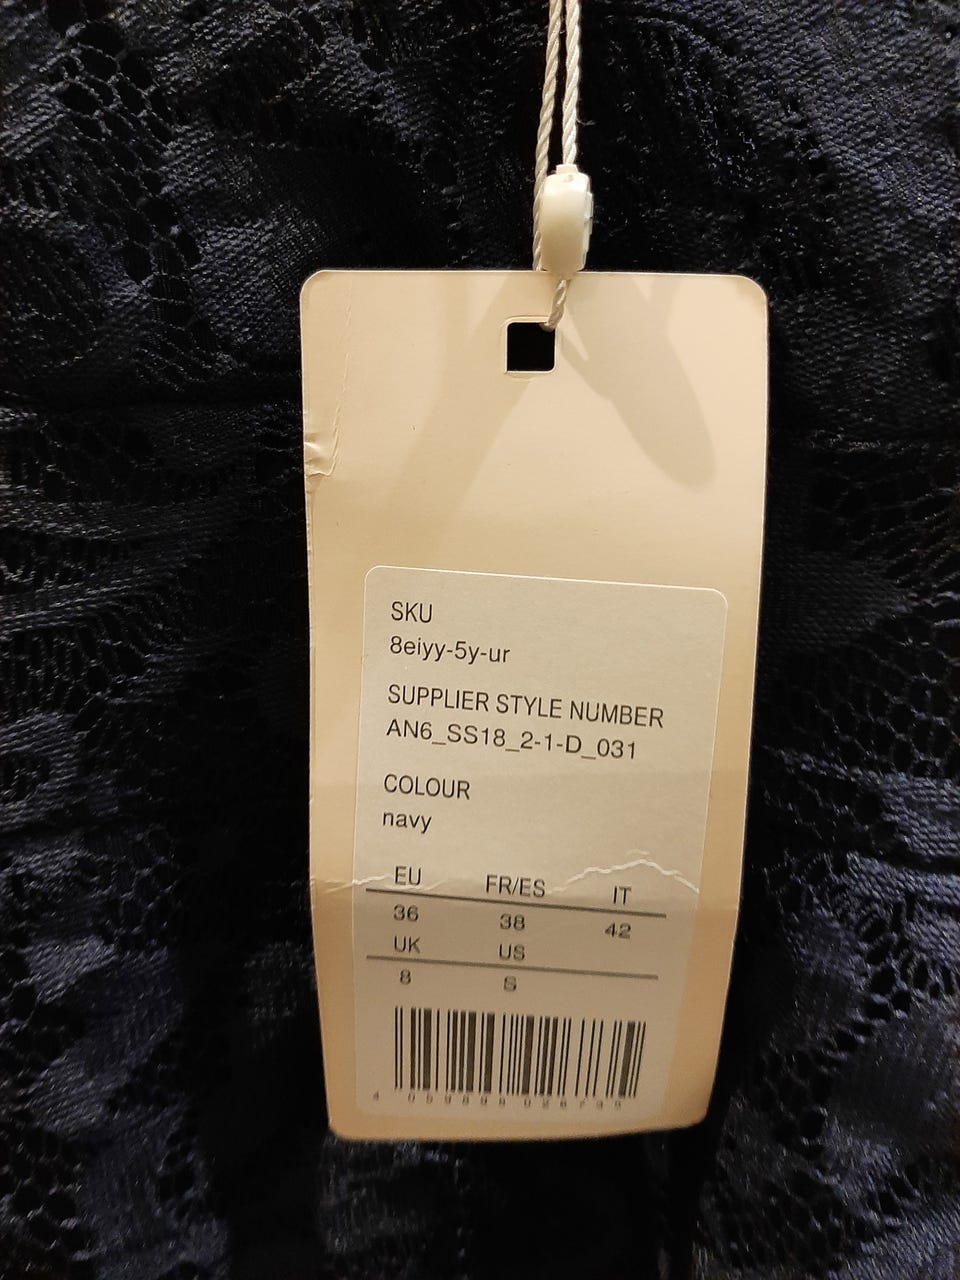 SKU
8eiyy-5y-ur
SUPPLIER STYLE NUMBER
AN6_SS18_2-1-D_031
COLOUR
navy
EU FR/ES IT
36 38 42
UK US
8 S